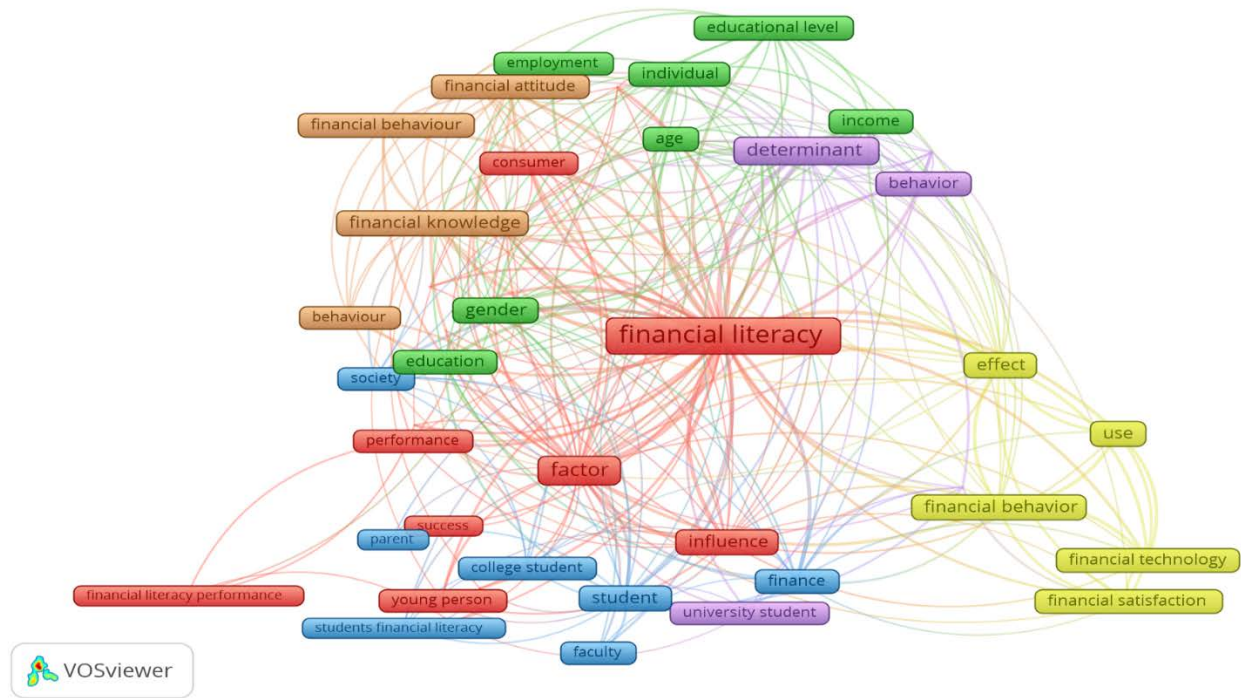 educational level
employment
individual
financial attitude
income
financial behaviour
age
determinant
consumer
behavior
financial knowledge
gender
behaviour
financial literacy
education
effect
society
use
performance
factor
financial behavior
success
influence
parent
financial technology
college student
finance
financial literacy performance
young person
student
financial satisfaction
university student
students financial literacy
faculty
VOSviewer